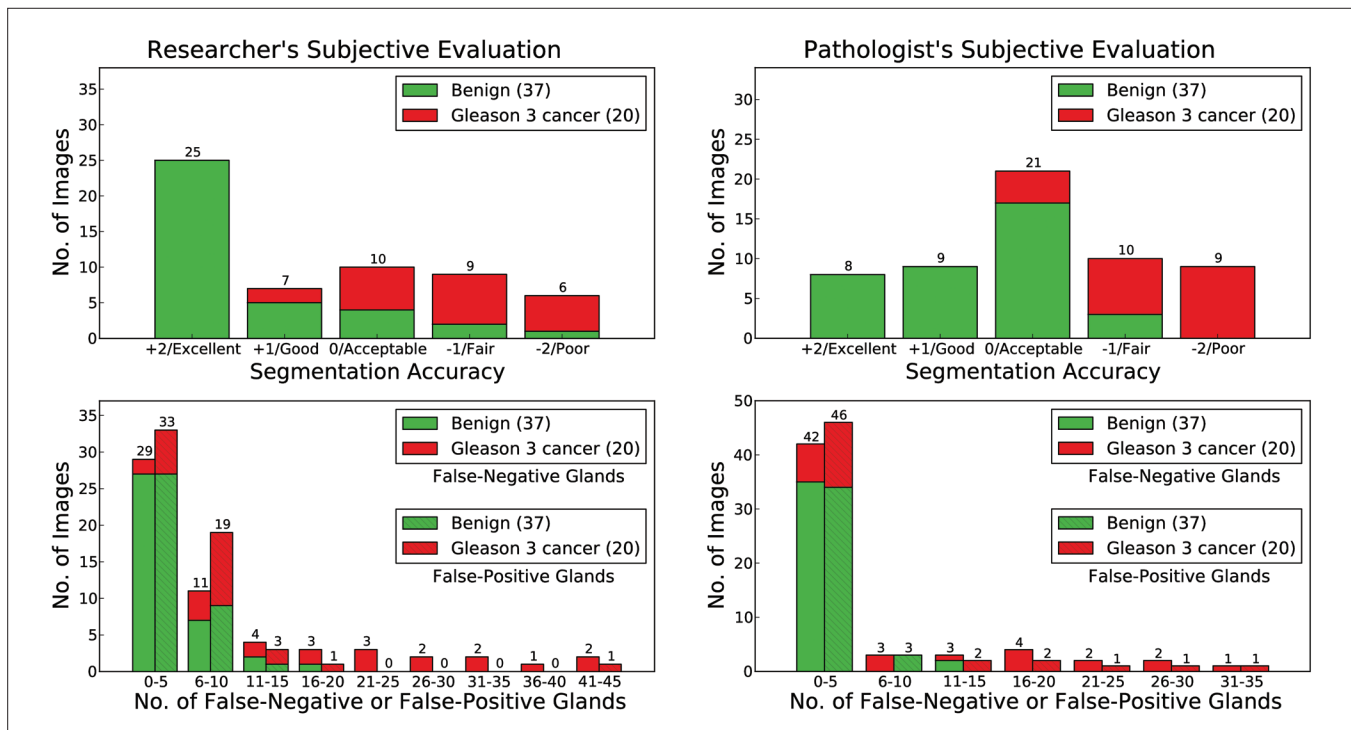 Researcher's Subjective Evaluation
No. of Images
35
30
25
20
15
10
5
0
Benign (37)
Gleason 3 cancer (20)
25
7
10
9
6
+2/Excellent +1/Good 0/Acceptable -1/Fair -2/Poor
Segmentation Accuracy
Pathologist's Subjective Evaluation
No. of Images
30
25
20
15
10
5
0
Benign (37)
Gleason 3 cancer (20)
8
9
21
10
9
+2/Excellent +1/Good 0/Acceptable -1/Fair -2/Poor
Segmentation Accuracy
No. of Images
35
30
25
20
15
10
5
0
Benign (37)
Gleason 3 cancer (20)
False-Negative Glands
Benign (37)
Gleason 3 cancer (20)
False-Positive Glands
29 33
11 19
4 3
3 1
3 0
2 0
2 0
1 0
2 1
0-5 6-10 11-15 16-20 21-25 26-30 31-35 36-40 41-45
No. of False-Negative or False-Positive Glands
No. of Images
50
40
30
20
10
0
Benign (37)
Gleason 3 cancer (20)
False-Negative Glands
Benign (37)
Gleason 3 cancer (20)
False-Positive Glands
42 46
3 3
3 2
4 2
2 1
2 1
1 1
0-5 6-10 11-15 16-20 21-25 26-30 31-35
No. of False-Negative or False-Positive Glands